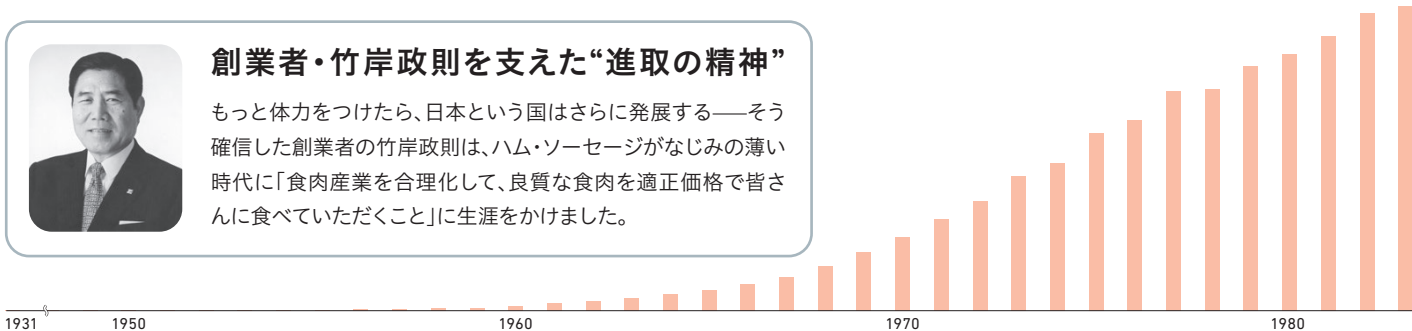 創業者・竹岸政則を支えた“進取の精神”
もっと体力をつけたら、日本という国はさらに発展する――そう
確信した創業者の竹岸政則は、ハム・ソーセージがなじみの薄い
時代に「食肉産業を合理化して、良質な食肉を適正価格で皆さ
んに食べていただくこと」に生涯をかけました。
1931 1950 1960 1970 1980